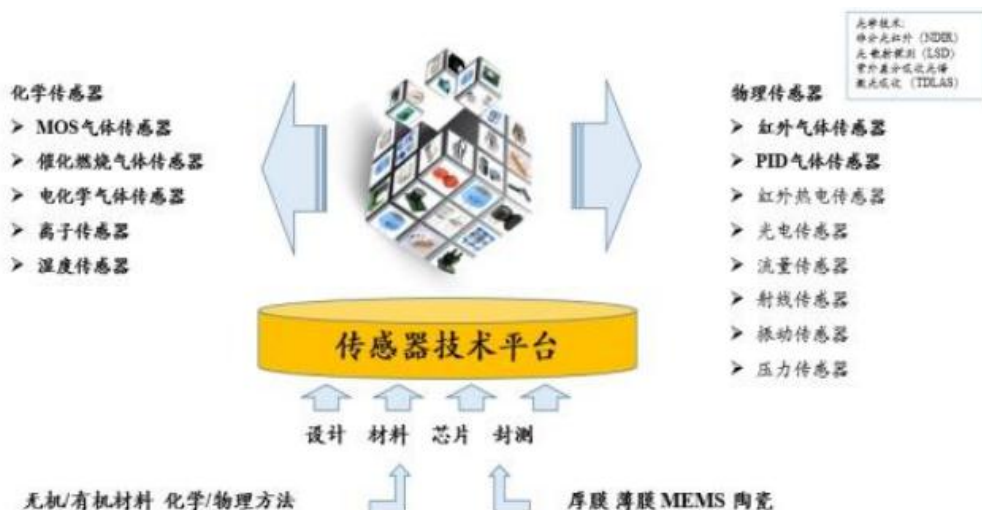 光学技术:
非分光红外 (NDIR)
光散射探测 (LSD)
紫外差分吸收光谱
激光吸收 (TDLAS)
化学传感器
MOS气体传感器
催化燃烧气体传感器
电化学气体传感器
离子传感器
湿度传感器
物理传感器
红外气体传感器
PID气体传感器
红外热电传感器
光电传感器
流量传感器
射线传感器
振动传感器
压力传感器
传感器技术平台
设计 材料 芯片 封测
无机/有机材料 化学/物理方法
厚膜 薄膜 MEMS 陶瓷